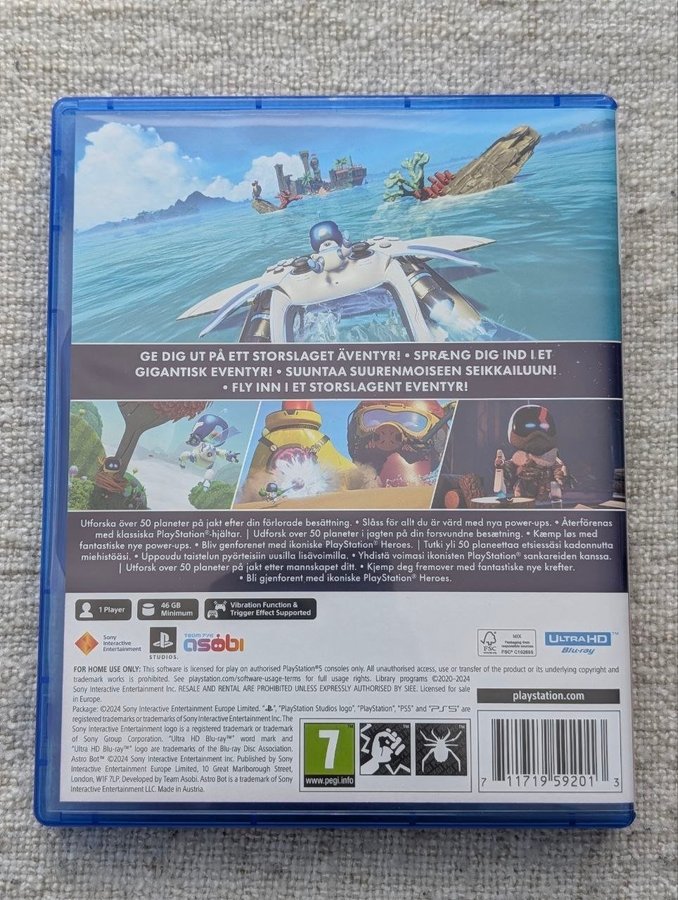 GE DIG UT PÅ ETT STORSLAGET ÄVENTYR! • SPRÆNG DIG IND I ET
GIGANTISK EVENTYR! • SUUNTAA SUURENMOISEEN SEIKKAILUUN!
• FLY INN I ET STORSLAGENT EVENTYR!
Utforska över 50 planeter på jakt efter din förlorade besättning. • Slåss för allt du är värd med nya power-ups. • Återförenas
med klassiska PlayStation®-hjältar. | Udforsk over 50 planeter i jagten på din forsvundne besætning. • Kæmp løs med
fantastiske nye power-ups. • Bliv genforenet med ikoniske PlayStation® Heroes. | Tutki yli 50 planeettaa etsiessäsi kadonnutta
miehistöäsi. • Uppoudu taistelun pyörteisiin uusilla lisävoimilla. • Yhdistä voimasi ikonisten PlayStation® sankareiden kanssa.
| Utforsk over 50 planeter på jakt etter mannskapet ditt. • Kjemp deg fremover med fantastiske nye krefter.
• Bli gjenforent med ikoniske PlayStation® Heroes.
1 Player
46 GB
Minimum
Vibration Function &
Trigger Effect Supported
Sony
Interactive
Entertainment
PlayStation
STUDIOS
TEAM PS
asobi
FSC
MIX
FSC® C102655
ULTRA HD™
Blu-ray
FOR HOME USE ONLY: This software is licensed for play on authorised PlayStation®5 consoles only. All unauthorised access, use or transfer of the product or its underlying copyright and
trademark works is prohibited. See playstation.com/software-usage-terms for full usage rights. Library programs ©2020–2024
Sony Interactive Entertainment Inc. RESALE AND RENTAL ARE PROHIBITED UNLESS EXPRESSLY AUTHORISED BY SIEE. Licensed for sale
in Europe.
playstation.com
Package: ©2024 Sony Interactive Entertainment Europe Limited. "PS", "PlayStation Studios logo", "PlayStation", "PS5" and "PS5" are
registered trademarks or trademarks of Sony Interactive Entertainment Inc. The
Sony Interactive Entertainment logo is a registered trademark or trademark
of Sony Group Corporation. "Ultra HD Blu-ray™" word mark and
"Ultra HD Blu-ray™" logo are trademarks of the Blu-ray Disc Association.
Astro Bot™ ©2024 Sony Interactive Entertainment Inc. Published by Sony
Interactive Entertainment Europe Limited, 10 Great Marlborough Street,
London, W1F 7LP. Developed by Team Asobi. Astro Bot is a trademark of Sony
Interactive Entertainment LLC. Made in Austria.
7
www.pegi.info
7 11719 59201 3